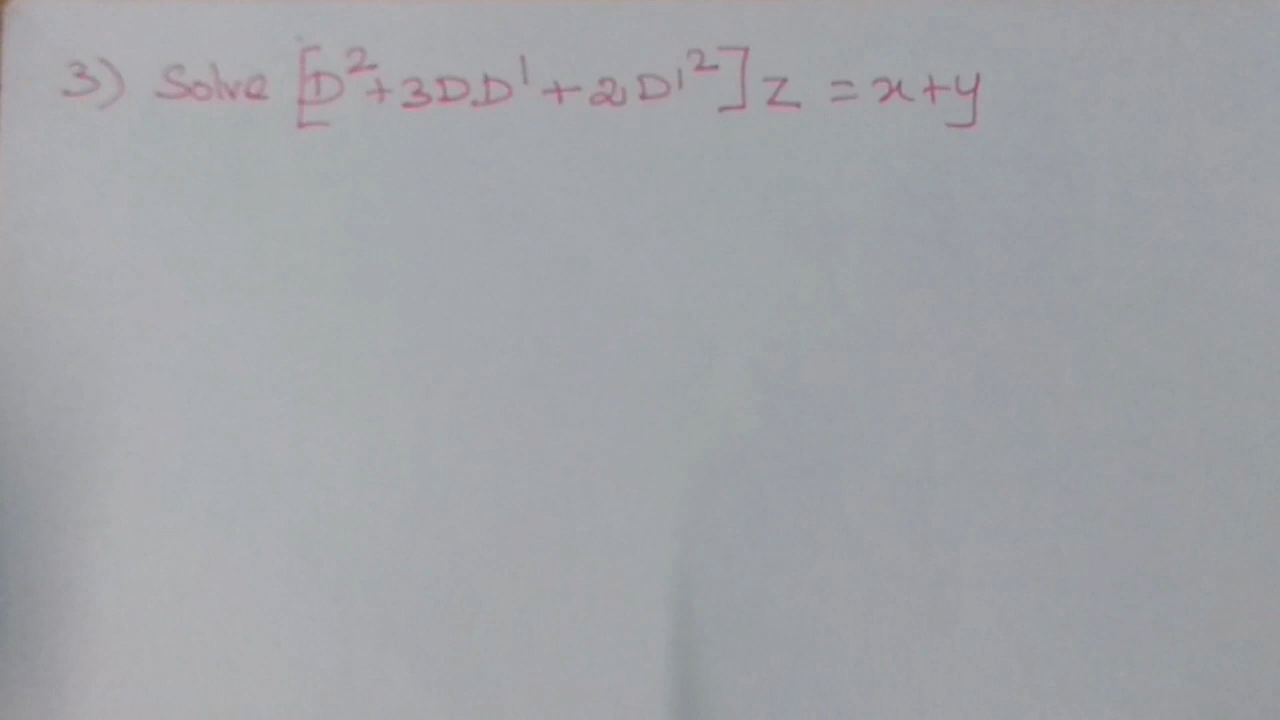 3) Solve [D²+3DD'+2D'²]z = x+y